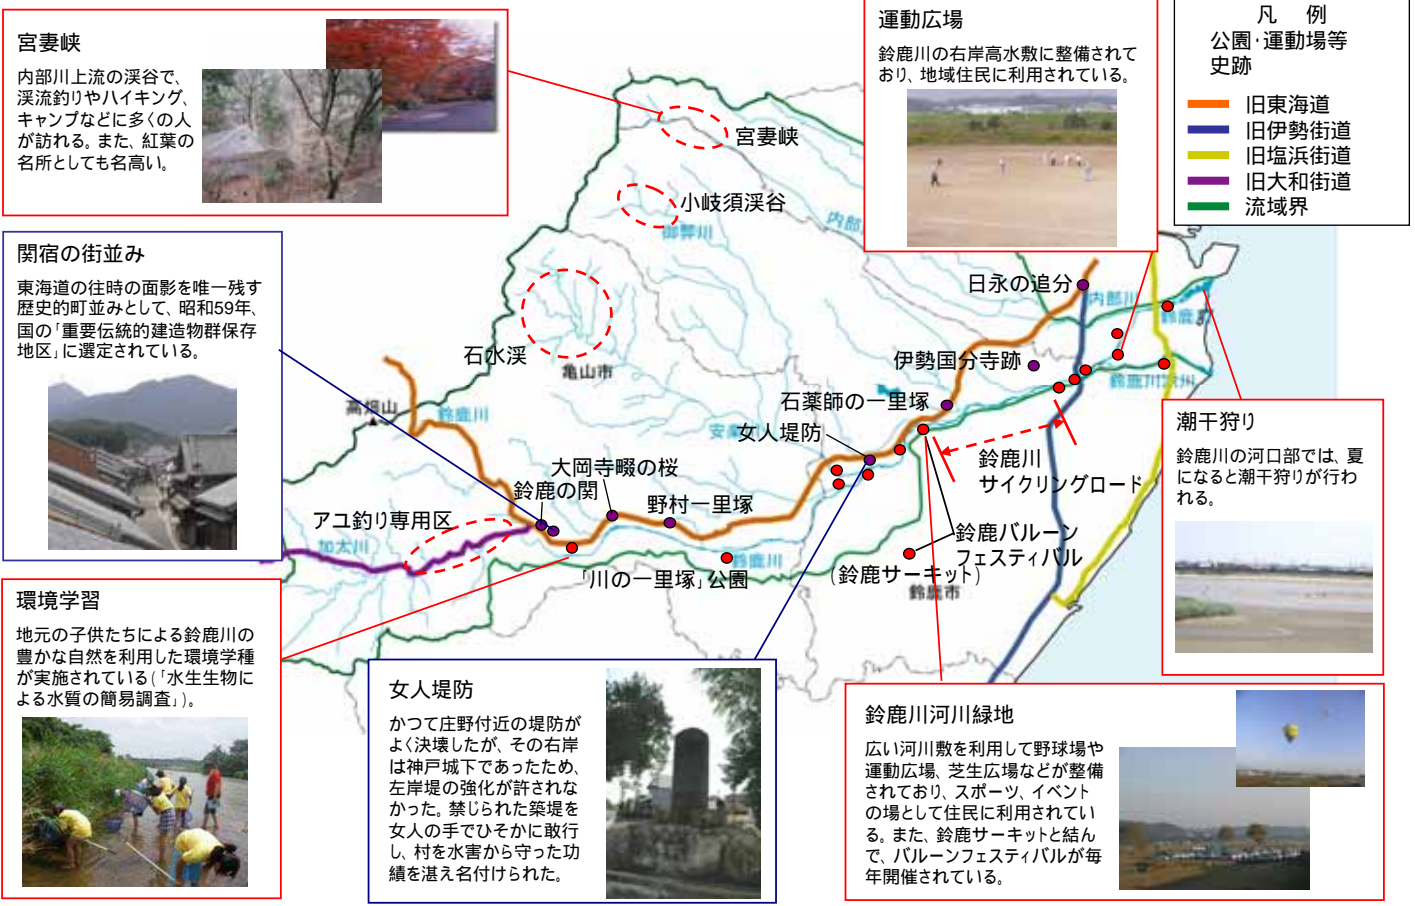 宮妻峡
内部川上流の渓谷で、
渓流釣りやハイキング、
キャンプなどに多くの人
が訪れる。また、紅葉の
名所としても名高い。
運動広場
鈴鹿川の右岸高水敷に整備されて
おり、地域住民に利用されている。
凡 例
公園・運動場等
史跡
旧東海道
旧伊勢街道
旧塩浜街道
旧大和街道
流域界
関宿の街並み
東海道の往時の面影を唯一残す
歴史的町並みとして、昭和59年、
国の「重要伝統的建造物群保存
地区」に選定されている。
宮妻峡
小岐須渓谷
御幣川
内部
石水渓
亀山市
高畑山
鈴鹿川
日永の追分
内部川
鈴鹿
伊勢国分寺跡
鈴鹿川派川
石薬師の一里塚
安楽
女人堤防
大岡寺畷の桜
鈴鹿の関
野村一里塚
アユ釣り専用区
加太川
鈴鹿川
「川の一里塚」公園
鈴鹿川
サイクリングロード
鈴鹿バルーン
フェスティバル
(鈴鹿サーキット)
鈴鹿市
潮干狩り
鈴鹿川の河口部では、夏
になると潮干狩りが行わ
れる。
環境学習
地元の子供たちによる鈴鹿川の
豊かな自然を利用した環境学種
が実施されている(「水生生物に
よる水質の簡易調査」)。
女人堤防
かつて庄野付近の堤防が
よく決壊したが、その右岸
は神戸城下であったため、
左岸堤の強化が許されな
かった。禁じられた築堤を
女人の手でひそかに敢行
し、村を水害から守った功
績を湛え名付けられた。
鈴鹿川河川緑地
広い河川敷を利用して野球場や
運動広場、芝生広場などが整備
されており、スポーツ、イベント
の場として住民に利用されてい
る。また、鈴鹿サーキットと結ん
で、バルーンフェスティバルが毎
年開催されている。